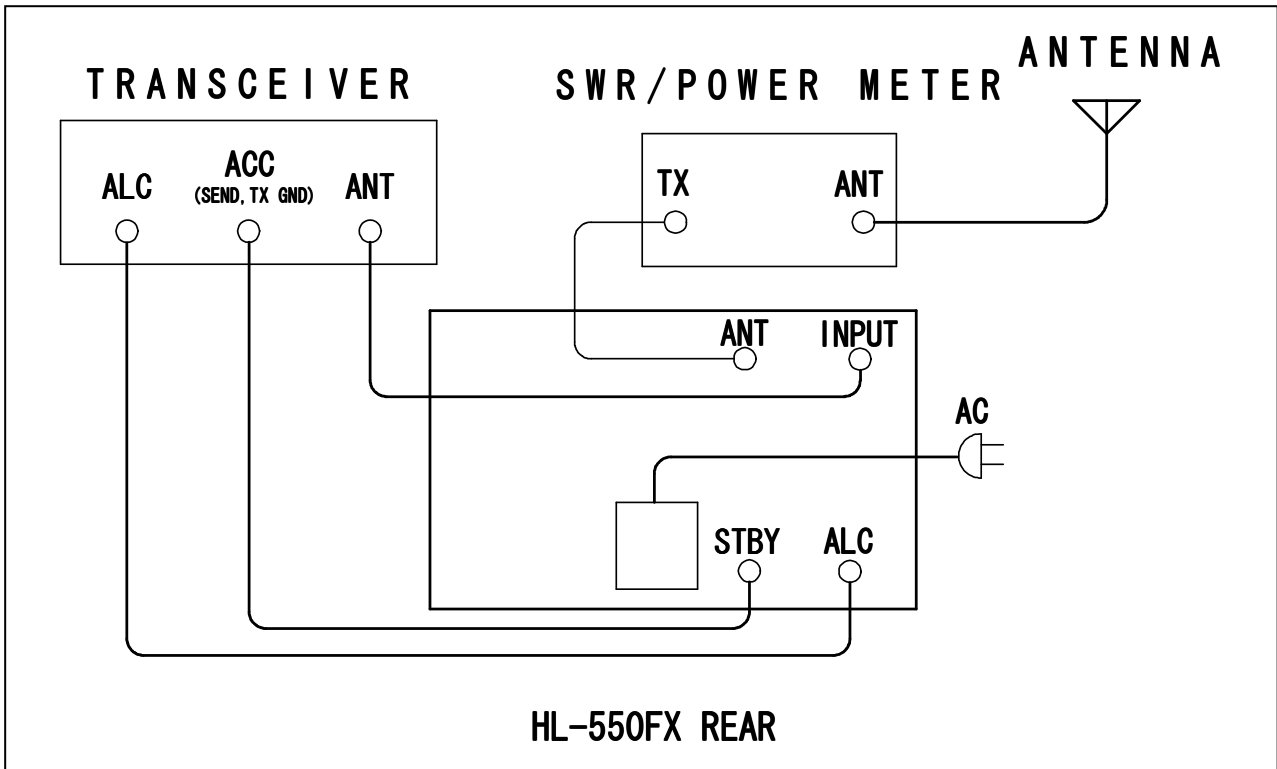 ANTENNA
TRANSCEIVER
SWR/POWER METER
ALC
ACC
(SEND, TX GND)
ANT
TX
ANT
ANT
INPUT
AC
STBY
ALC
HL-550FX REAR